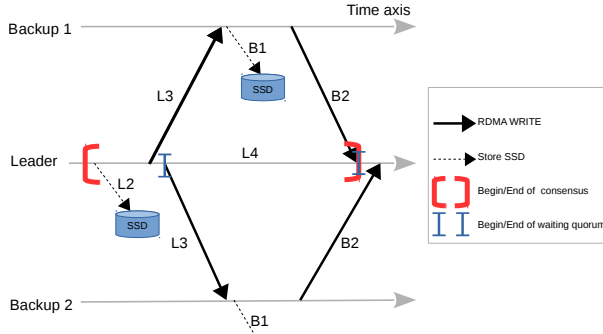 Time axis
Backup 1
B1
SSD
L3
B2
RDMA WRITE
Leader
L4
Store SSD
L2
Begin/End of consensus
SSD
Begin/End of waiting quorum
L3
B2
Backup 2
B1